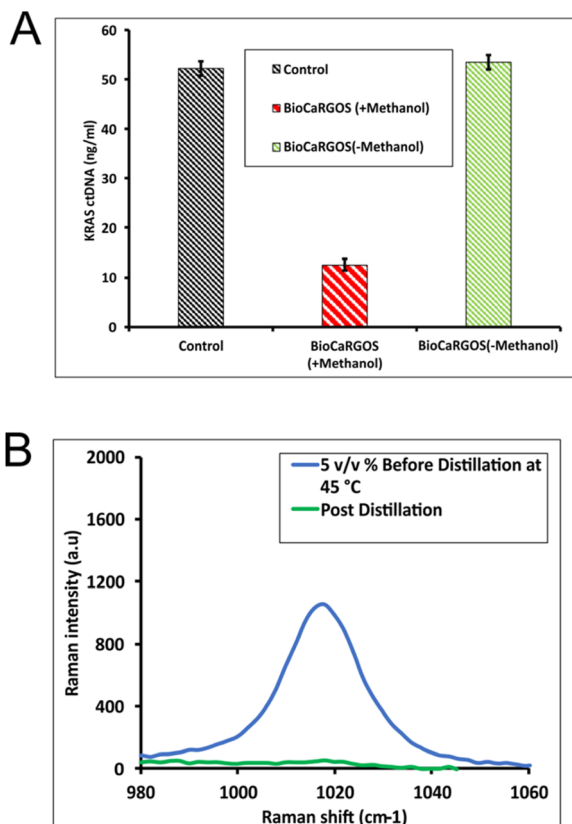 A
60
50
40
30
20
10
0
KRAS ctDNA (ng/ml)
Control
BioCaRGOS (+Methanol)
BioCaRGOS(-Methanol)
Control
BioCaRGOS
(+Methanol)
BioCaRGOS(-Methanol)
B
2000
1600
1200
800
400
0
Raman intensity (a.u)
5 v/v % Before Distillation at
45 °C
Post Distillation
980
1000
1020
1040
1060
Raman shift (cm-1)